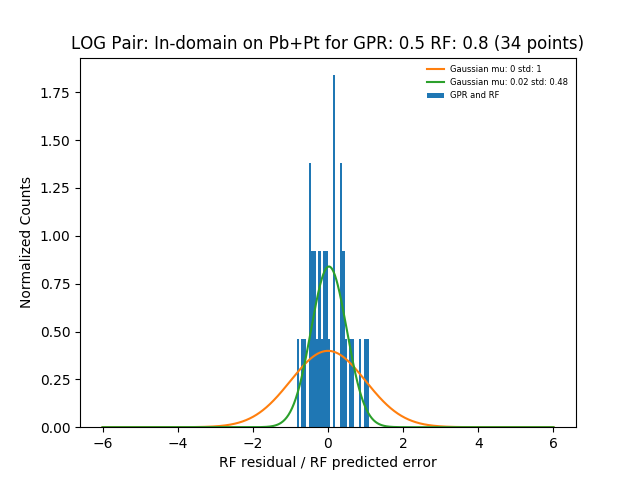 LOG Pair: In-domain on Pb+Pt for GPR: 0.5 RF: 0.8 (34 points)
Gaussian mu: 0 std: 1
Gaussian mu: 0.02 std: 0.48
GPR and RF
Normalized Counts
1.75
1.50
1.25
1.00
0.75
0.50
0.25
0.00
−6 −4 −2 0 2 4 6
RF residual / RF predicted error